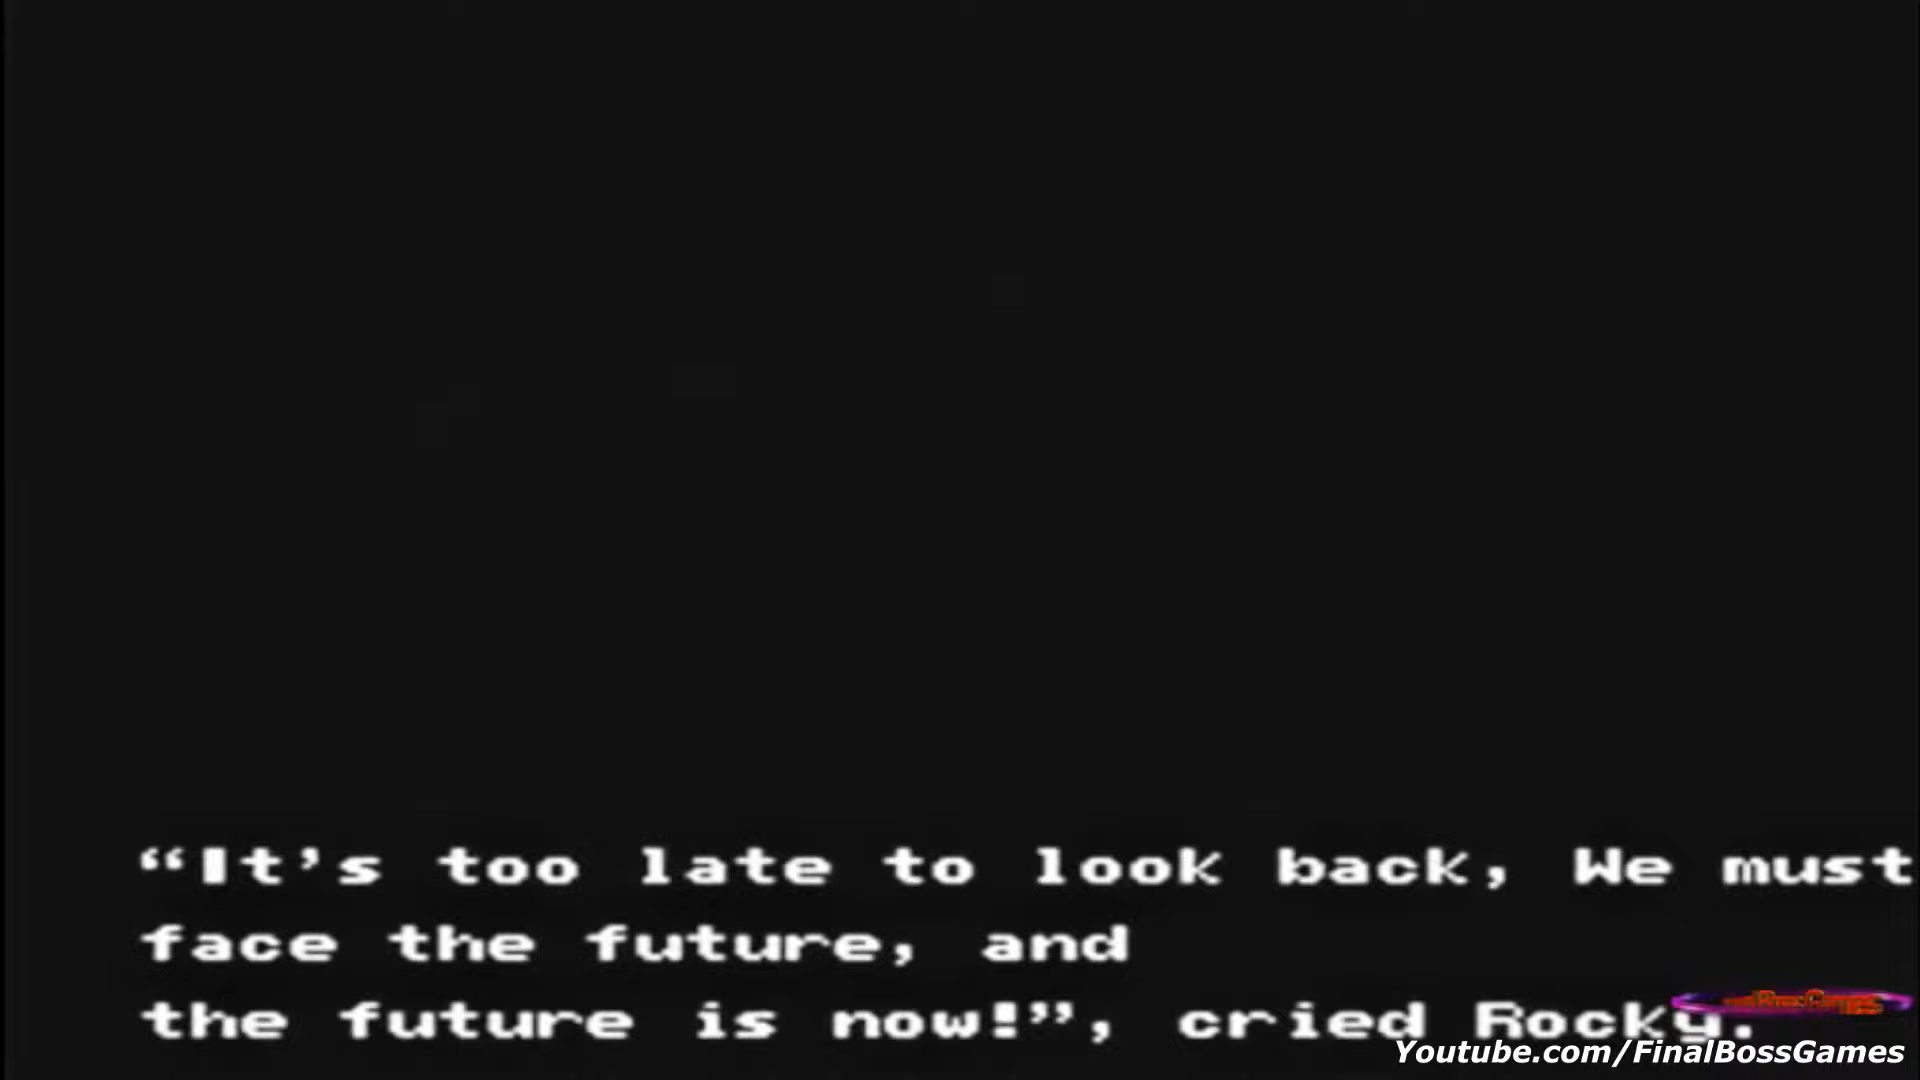 “It’s too late to look back, We must
face the future, and
the future is now!”, cried Rocky.
Youtube.com/FinalBossGames